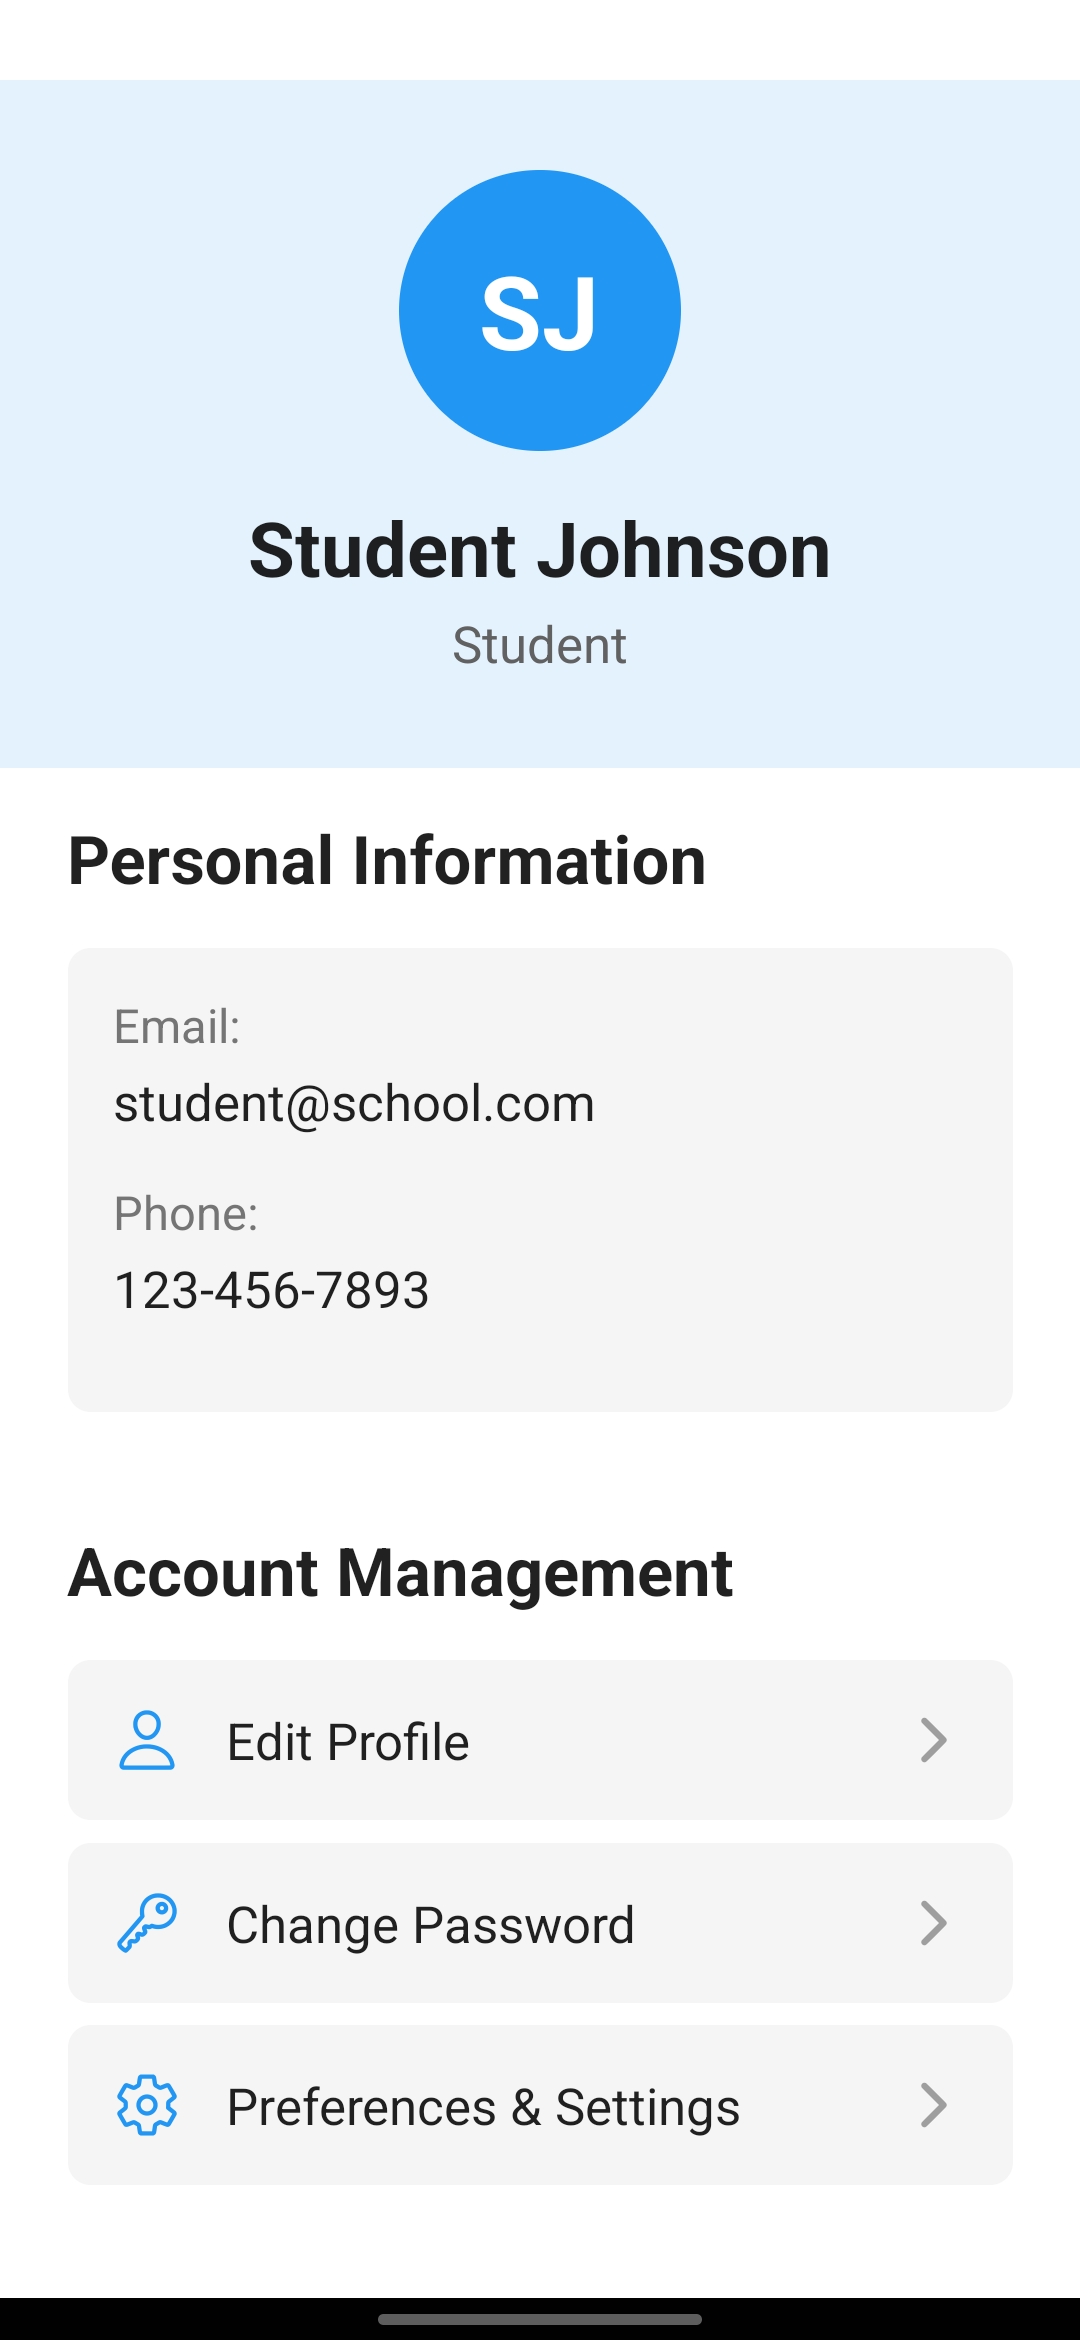 SJ
Student Johnson
Student
Personal Information
Email:
student@school.com
Phone:
123-456-7893
Account Management
Edit Profile
Change Password
Preferences & Settings